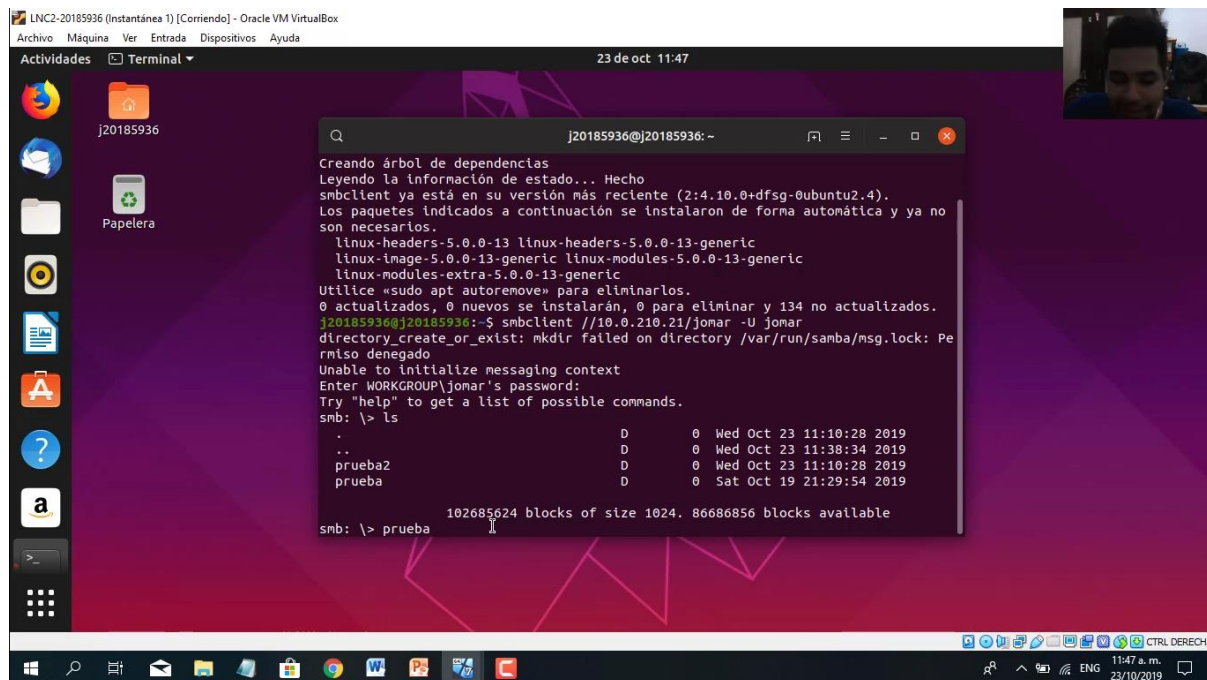 LNC2-20185936 (Instantánea 1) [Corriendo] - Oracle VM VirtualBox
Archivo Máquina Ver Entrada Dispositivos Ayuda
Actividades Terminal 23 de oct 11:47
j20185936
Papelera
j20185936@j20185936: ~
Creando árbol de dependencias
Leyendo la información de estado... Hecho
smbclient ya está en su versión más reciente (2:4.10.0+dfsg-0ubuntu2.4).
Los paquetes indicados a continuación se instalaron de forma automática y ya no
son necesarios.
  linux-headers-5.0.0-13 linux-headers-5.0.0-13-generic
  linux-image-5.0.0-13-generic linux-modules-5.0.0-13-generic
  linux-modules-extra-5.0.0-13-generic
Utilice «sudo apt autoremove» para eliminarlos.
0 actualizados, 0 nuevos se instalarán, 0 para eliminar y 134 no actualizados.
j20185936@j20185936:~$ smbclient //10.0.210.21/jomar -U jomar
directory_create_or_exist: mkdir failed on directory /var/run/samba/msg.lock: Pe
rmiso denegado
Unable to initialize messaging context
Enter WORKGROUP\jomar's password:
Try "help" to get a list of possible commands.
smb: \> ls
  . D 0 Wed Oct 23 11:10:28 2019
  .. D 0 Wed Oct 23 11:38:34 2019
  prueba2 D 0 Wed Oct 23 11:10:28 2019
  prueba D 0 Sat Oct 19 21:29:54 2019
102685624 blocks of size 1024. 86686856 blocks available
smb: \> prueba
CTRL DERECH
ENG 11:47 a. m.
23/10/2019